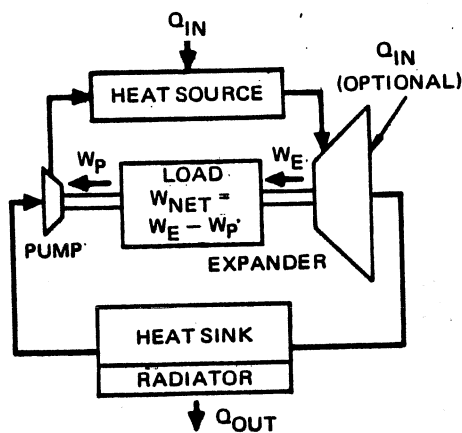 Q_IN
Q_IN
(OPTIONAL)
HEAT SOURCE
W_P
W_E
LOAD
W_NET =
W_E – W_P
PUMP
EXPANDER
HEAT SINK
RADIATOR
Q_OUT